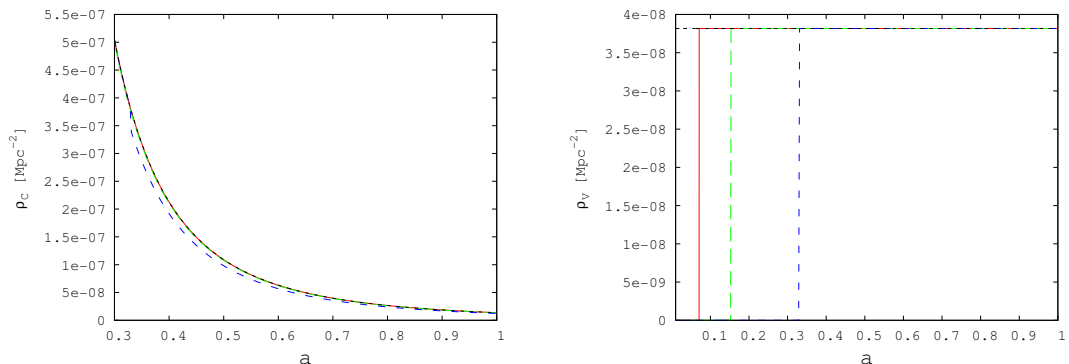 5.5e-07
5e-07
4.5e-07
4e-07
3.5e-07
3e-07
2.5e-07
2e-07
1.5e-07
1e-07
5e-08
0
0.3 0.4 0.5 0.6 0.7 0.8 0.9 1
ρC [Mpc⁻²]
a
4e-08
3.5e-08
3e-08
2.5e-08
2e-08
1.5e-08
1e-08
5e-09
0
0.1 0.2 0.3 0.4 0.5 0.6 0.7 0.8 0.9 1
ρV [Mpc⁻²]
a